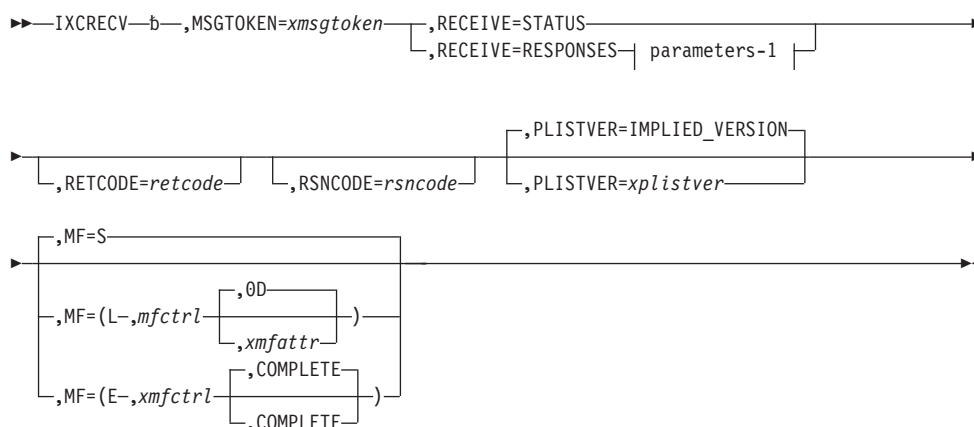 IXCRECV ƀ ,MSGTOKEN=xmsgtoken ,RECEIVE=STATUS
,RECEIVE=RESPONSES parameters-1
,RETCODE=retcode ,RSNCODE=rsncode ,PLISTVER=IMPLIED_VERSION
,PLISTVER=xplistver
,MF=S
,MF=(L ,mfctrl ,0D )
,xmfattr
,MF=(E ,xmfctrl ,COMPLETE )
,COMPLETE